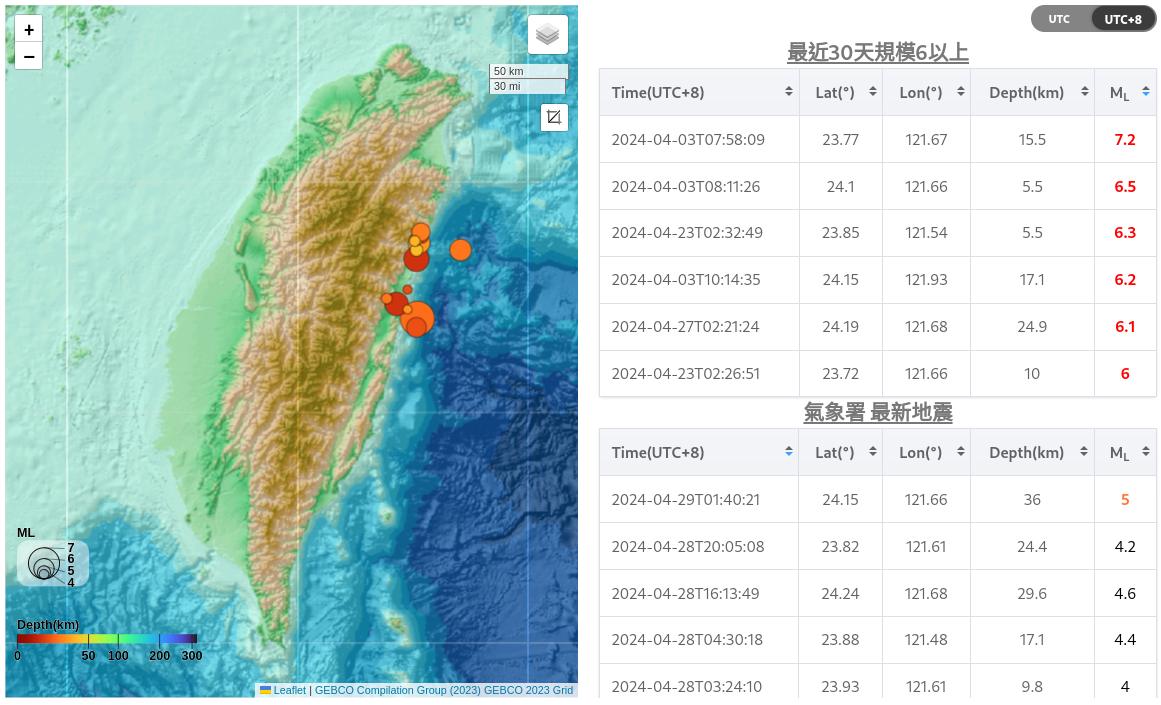 +
−
50 km
30 mi
ML
7
6
5
4
Depth(km)
0 50 100 200 300
Leaflet | GEBCO Compilation Group (2023) GEBCO 2023 Grid
UTC UTC+8
最近30天規模6以上
Time(UTC+8) Lat(°) Lon(°) Depth(km) ML
2024-04-03T07:58:09 23.77 121.67 15.5 7.2
2024-04-03T08:11:26 24.1 121.66 5.5 6.5
2024-04-23T02:32:49 23.85 121.54 5.5 6.3
2024-04-03T10:14:35 24.15 121.93 17.1 6.2
2024-04-27T02:21:24 24.19 121.68 24.9 6.1
2024-04-23T02:26:51 23.72 121.66 10 6
氣象署 最新地震
Time(UTC+8) Lat(°) Lon(°) Depth(km) ML
2024-04-29T01:40:21 24.15 121.66 36 5
2024-04-28T20:05:08 23.82 121.61 24.4 4.2
2024-04-28T16:13:49 24.24 121.68 29.6 4.6
2024-04-28T04:30:18 23.88 121.48 17.1 4.4
2024-04-28T03:24:10 23.93 121.61 9.8 4